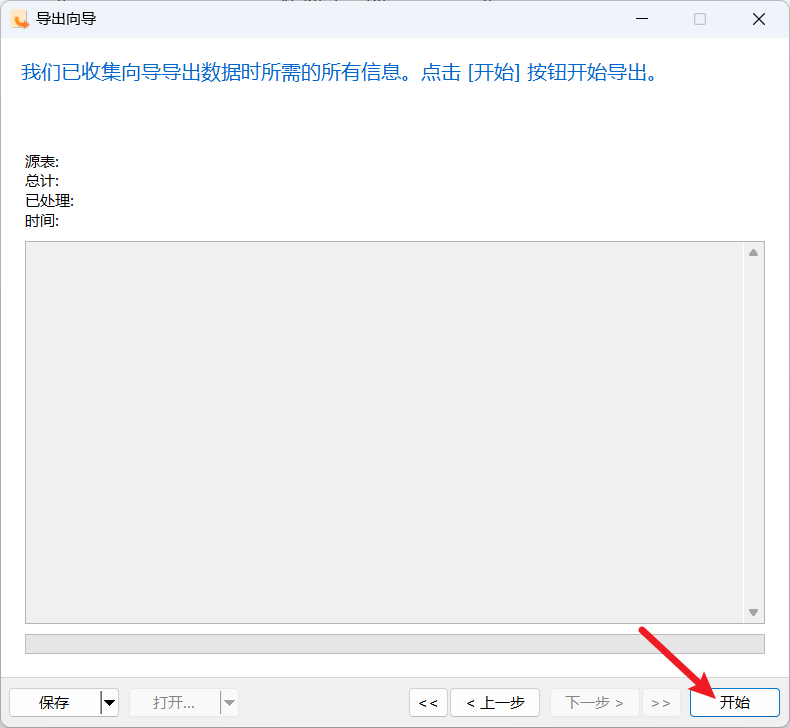 导出向导
我们已收集向导导出数据时所需的所有信息。点击 [开始] 按钮开始导出。
源表:
总计:
已处理:
时间:
保存
打开...
<<
< 上一步
下一步 >
>>
开始